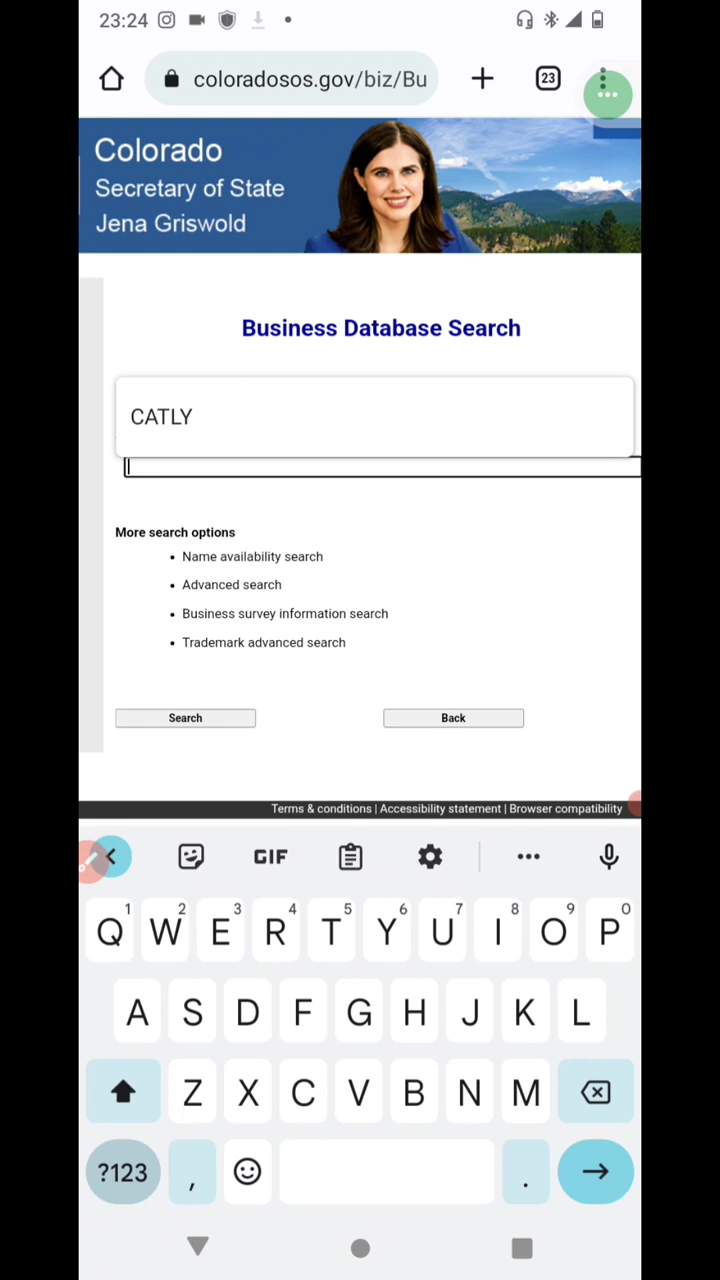 23:24
coloradosos.gov/biz/Bu
23
Colorado
Secretary of State
Jena Griswold
Business Database Search
CATLY
More search options
• Name availability search
• Advanced search
• Business survey information search
• Trademark advanced search
Search Back
Terms & conditions | Accessibility statement | Browser compatibility
GIF
1 2 3 4 5 6 7 8 9 0
Q W E R T Y U I O P
A S D F G H J K L
Z X C V B N M
?123 , .